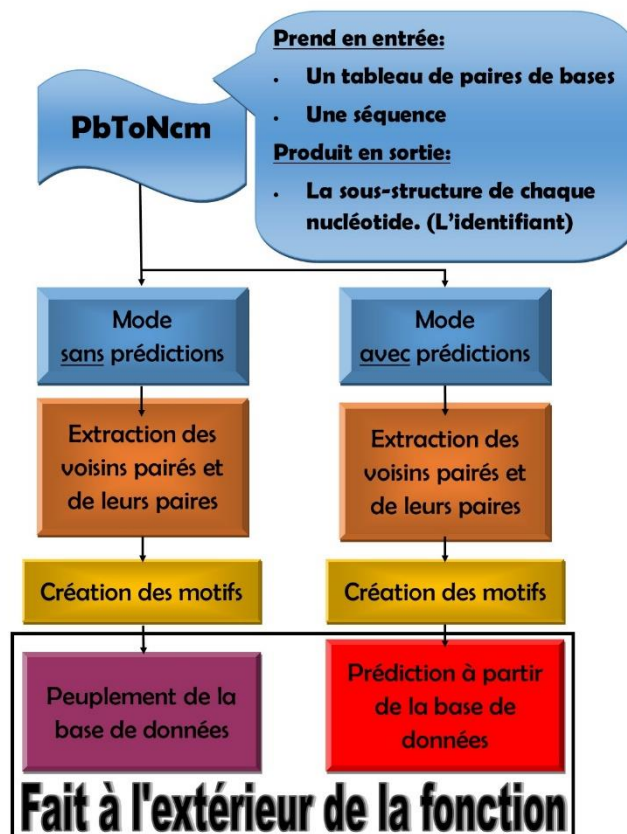 PbToNcm
Prend en entrée:
• Un tableau de paires de bases
• Une séquence
Produit en sortie:
• La sous-structure de chaque
nucléotide. (L'identifiant)
Mode
sans prédictions
Mode
avec prédictions
Extraction des
voisins pairés et
de leurs paires
Extraction des
voisins pairés et
de leurs paires
Création des motifs
Création des motifs
Peuplement de la
base de données
Prédiction à partir
de la base de
données
Fait à l'extérieur de la fonction